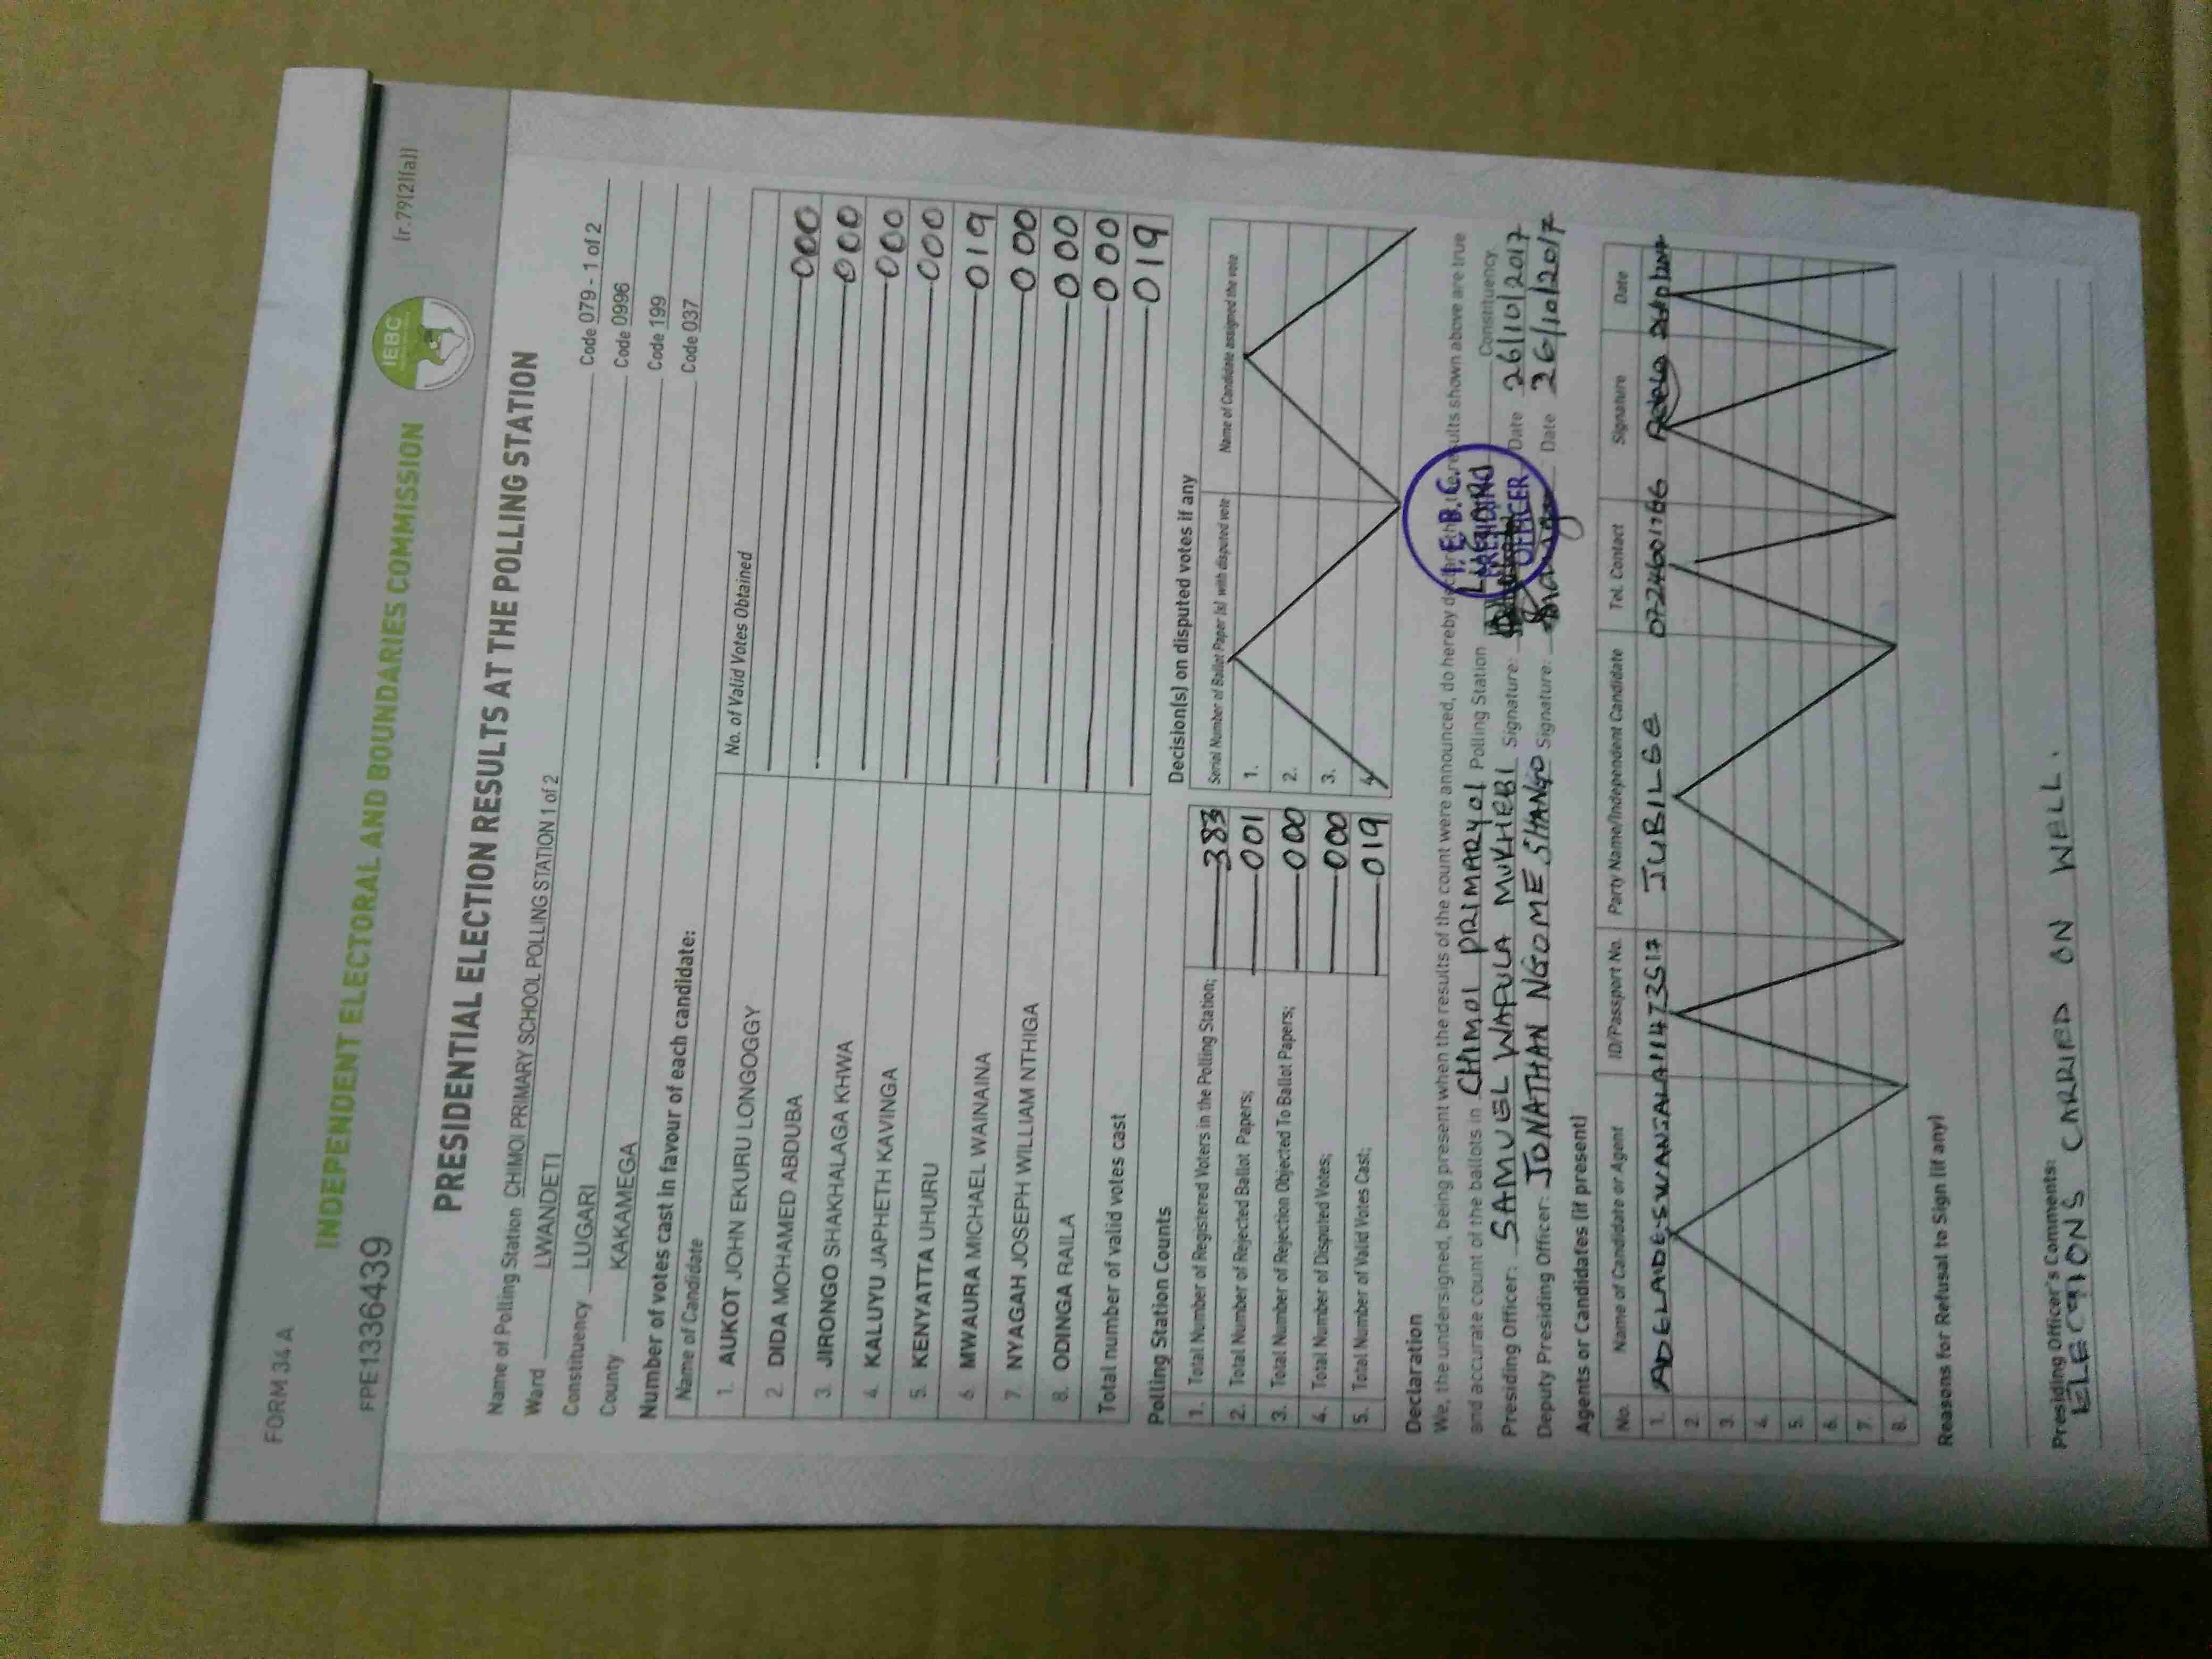 FORM 34 A
(r.79(2)(a))
FPE1336439
INDEPENDENT ELECTORAL AND BOUNDARIES COMMISSION
IEBC
PRESIDENTIAL ELECTION RESULTS AT THE POLLING STATION
Name of Polling Station CHIMOI PRIMARY SCHOOL POLLING STATION 1 of 2 Code 079 - 1 of 2
Ward LWANDETI Code 0996
Constituency LUGARI Code 199
County KAKAMEGA Code 037
Number of votes cast in favour of each candidate:
Name of Candidate No. of Valid Votes Obtained
1. AUKOT JOHN EKURU LONGOGGY 000
2. DIDA MOHAMED ABDUBA 000
3. JIRONGO SHAKHALAGA KHWA 000
4. KALUYU JAPHETH KAVINGA 000
5. KENYATTA UHURU 019
6. MWAURA MICHAEL WAINAINA 000
7. NYAGAH JOSEPH WILLIAM NTHIGA 000
8. ODINGA RAILA 000
Total number of valid votes cast 019
Polling Station Counts
1. Total Number of Registered Voters in the Polling Station; 383
2. Total Number of Rejected Ballot Papers; 001
3. Total Number of Rejection Objected To Ballot Papers; 000
4. Total Number of Disputed Votes; 000
5. Total Number of Valid Votes Cast; 019
Decision(s) on disputed votes if any
Serial Number of Ballot Paper (s) with disputed vote Name of Candidate assigned the vote
1.
2.
3.
4
Declaration
We, the undersigned, being present when the results of the count were announced, do hereby declare that the results shown above are true
and accurate count of the ballots in CHIMOI PRIMARY 01 Polling Station LUGARI Constituency
Presiding Officer: SAMUEL WAFULA MUKHEBI Signature: Date 26/10/2017
Deputy Presiding Officer: JONATHAN NGOME SHANGO Signature: Date 26/10/2017
I.E.B.C.
PRESIDING
OFFICER
Agents or Candidates (if present)
No. Name of Candidate or Agent ID/Passport No. Party Name/Independent Candidate Tel. Contact Signature Date
1. ADELAIDE S WANJALA 11473517 JUBILEE 0724601766
2.
3.
4.
5.
6.
7.
8.
Reasons for Refusal to Sign (if any)
Presiding Officer's Comments:
ELECTIONS CARRIED ON WELL.